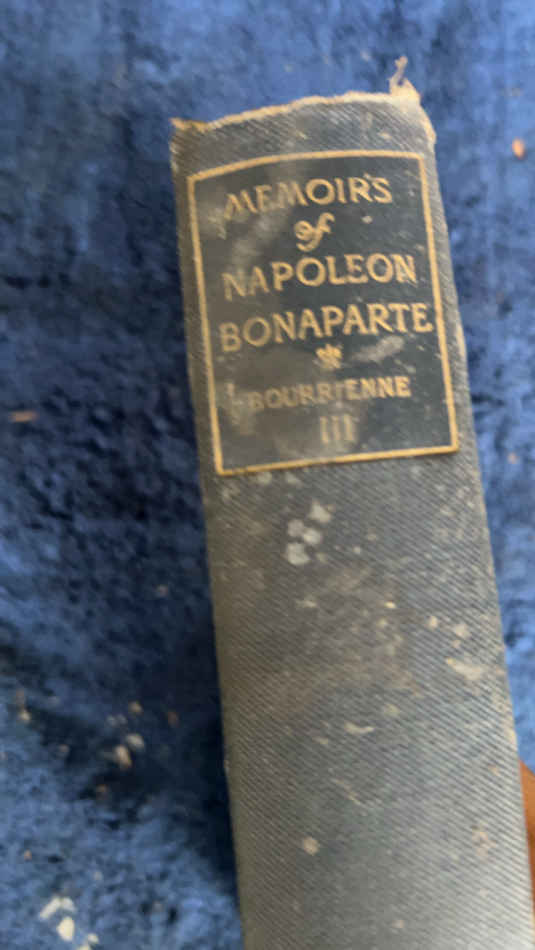 MEMOIRS
of
NAPOLEON
BONAPARTE
BOURRIENNE
III